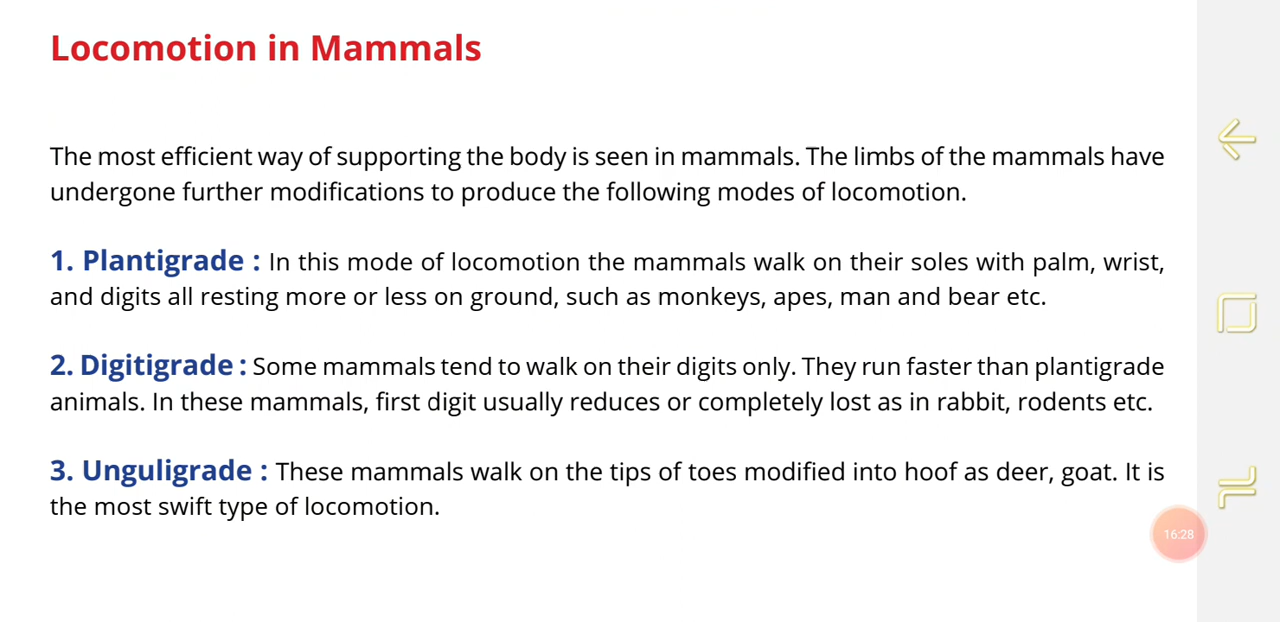 Locomotion in Mammals
The most efficient way of supporting the body is seen in mammals. The limbs of the mammals have
undergone further modifications to produce the following modes of locomotion.
1. Plantigrade : In this mode of locomotion the mammals walk on their soles with palm, wrist,
and digits all resting more or less on ground, such as monkeys, apes, man and bear etc.
2. Digitigrade : Some mammals tend to walk on their digits only. They run faster than plantigrade
animals. In these mammals, first digit usually reduces or completely lost as in rabbit, rodents etc.
3. Unguligrade : These mammals walk on the tips of toes modified into hoof as deer, goat. It is
the most swift type of locomotion.
16:28